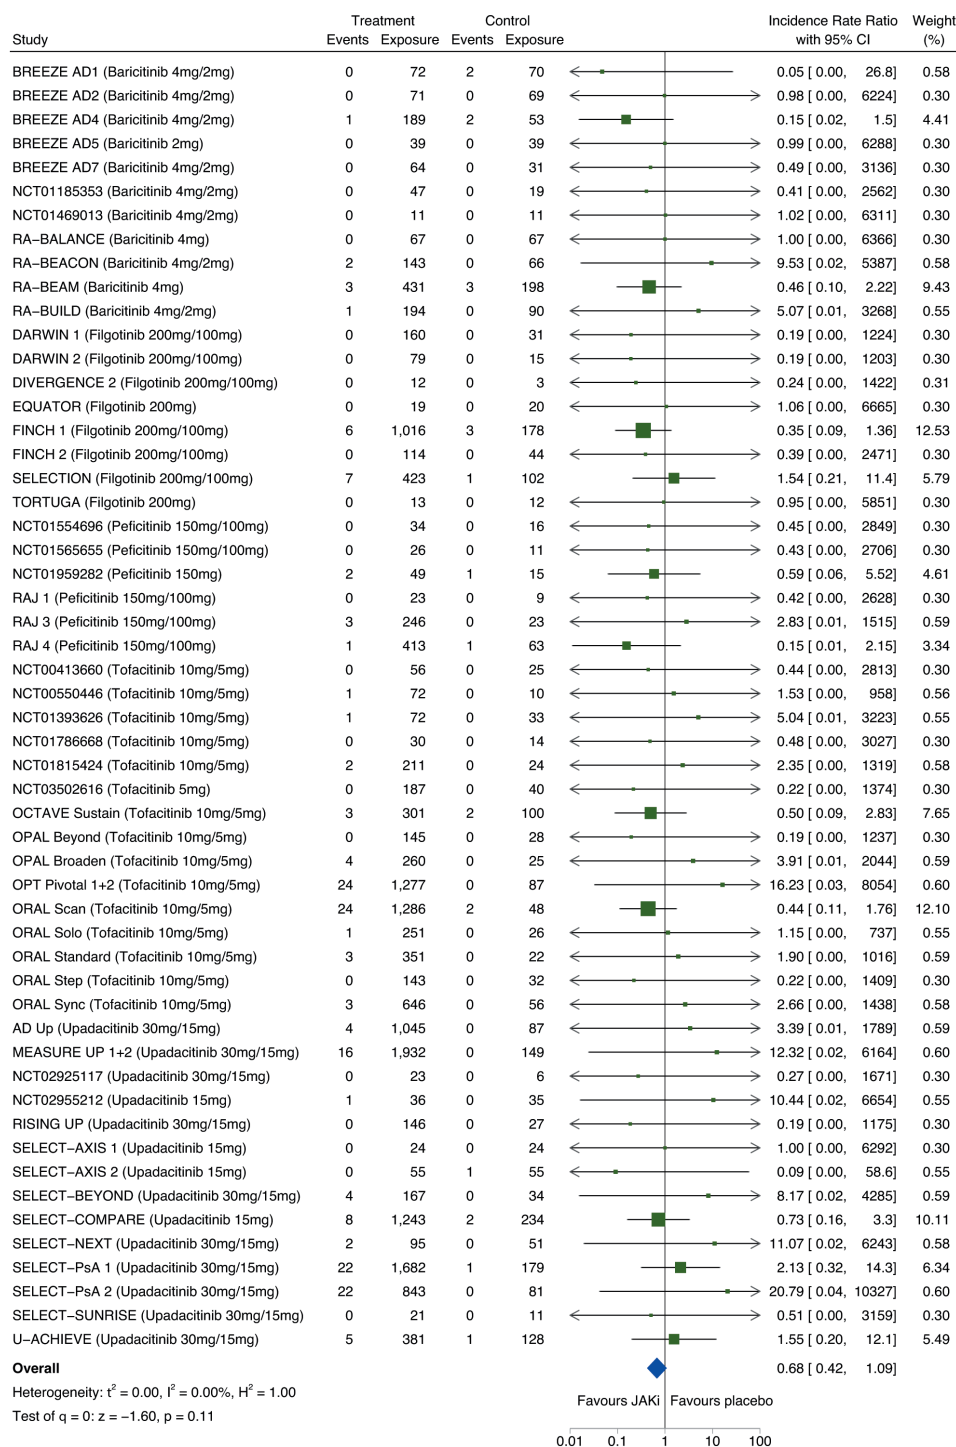 Treatment Control Incidence Rate Ratio Weight
Study Events Exposure Events Exposure with 95% CI (%)
BREEZE AD1 (Baricitinib 4mg/2mg) 0 72 2 70 0.05 [ 0.00, 26.8] 0.58
BREEZE AD2 (Baricitinib 4mg/2mg) 0 71 0 69 0.98 [ 0.00, 6224] 0.30
BREEZE AD4 (Baricitinib 4mg/2mg) 1 189 2 53 0.15 [ 0.02, 1.5] 4.41
BREEZE AD5 (Baricitinib 2mg) 0 39 0 39 0.99 [ 0.00, 6288] 0.30
BREEZE AD7 (Baricitinib 4mg/2mg) 0 64 0 31 0.49 [ 0.00, 3136] 0.30
NCT01185353 (Baricitinib 4mg/2mg) 0 47 0 19 0.41 [ 0.00, 2562] 0.30
NCT01469013 (Baricitinib 4mg/2mg) 0 11 0 11 1.02 [ 0.00, 6311] 0.30
RA−BALANCE (Baricitinib 4mg) 0 67 0 67 1.00 [ 0.00, 6366] 0.30
RA−BEACON (Baricitinib 4mg/2mg) 2 143 0 66 9.53 [ 0.02, 5387] 0.58
RA−BEAM (Baricitinib 4mg) 3 431 3 198 0.46 [ 0.10, 2.22] 9.43
RA−BUILD (Baricitinib 4mg/2mg) 1 194 0 90 5.07 [ 0.01, 3268] 0.55
DARWIN 1 (Filgotinib 200mg/100mg) 0 160 0 31 0.19 [ 0.00, 1224] 0.30
DARWIN 2 (Filgotinib 200mg/100mg) 0 79 0 15 0.19 [ 0.00, 1203] 0.30
DIVERGENCE 2 (Filgotinib 200mg/100mg) 0 12 0 3 0.24 [ 0.00, 1422] 0.31
EQUATOR (Filgotinib 200mg) 0 19 0 20 1.06 [ 0.00, 6665] 0.30
FINCH 1 (Filgotinib 200mg/100mg) 6 1,016 3 178 0.35 [ 0.09, 1.36] 12.53
FINCH 2 (Filgotinib 200mg/100mg) 0 114 0 44 0.39 [ 0.00, 2471] 0.30
SELECTION (Filgotinib 200mg/100mg) 7 423 1 102 1.54 [ 0.21, 11.4] 5.79
TORTUGA (Filgotinib 200mg) 0 13 0 12 0.95 [ 0.00, 5851] 0.30
NCT01554696 (Peficitinib 150mg/100mg) 0 34 0 16 0.45 [ 0.00, 2849] 0.30
NCT01565655 (Peficitinib 150mg/100mg) 0 26 0 11 0.43 [ 0.00, 2706] 0.30
NCT01959282 (Peficitinib 150mg) 2 49 1 15 0.59 [ 0.06, 5.52] 4.61
RAJ 1 (Peficitinib 150mg/100mg) 0 23 0 9 0.42 [ 0.00, 2628] 0.30
RAJ 3 (Peficitinib 150mg/100mg) 3 246 0 23 2.83 [ 0.01, 1515] 0.59
RAJ 4 (Peficitinib 150mg/100mg) 1 413 1 63 0.15 [ 0.01, 2.15] 3.34
NCT00413660 (Tofacitinib 10mg/5mg) 0 56 0 25 0.44 [ 0.00, 2813] 0.30
NCT00550446 (Tofacitinib 10mg/5mg) 1 72 0 10 1.53 [ 0.00, 958] 0.56
NCT01393626 (Tofacitinib 10mg/5mg) 1 72 0 33 5.04 [ 0.01, 3223] 0.55
NCT01786668 (Tofacitinib 10mg/5mg) 0 30 0 14 0.48 [ 0.00, 3027] 0.30
NCT01815424 (Tofacitinib 10mg/5mg) 2 211 0 24 2.35 [ 0.00, 1319] 0.58
NCT03502616 (Tofacitinib 5mg) 0 187 0 40 0.22 [ 0.00, 1374] 0.30
OCTAVE Sustain (Tofacitinib 10mg/5mg) 3 301 2 100 0.50 [ 0.09, 2.83] 7.65
OPAL Beyond (Tofacitinib 10mg/5mg) 0 145 0 28 0.19 [ 0.00, 1237] 0.30
OPAL Broaden (Tofacitinib 10mg/5mg) 4 260 0 25 3.91 [ 0.01, 2044] 0.59
OPT Pivotal 1+2 (Tofacitinib 10mg/5mg) 24 1,277 0 87 16.23 [ 0.03, 8054] 0.60
ORAL Scan (Tofacitinib 10mg/5mg) 24 1,286 2 48 0.44 [ 0.11, 1.76] 12.10
ORAL Solo (Tofacitinib 10mg/5mg) 1 251 0 26 1.15 [ 0.00, 737] 0.55
ORAL Standard (Tofacitinib 10mg/5mg) 3 351 0 22 1.90 [ 0.00, 1016] 0.59
ORAL Step (Tofacitinib 10mg/5mg) 0 143 0 32 0.22 [ 0.00, 1409] 0.30
ORAL Sync (Tofacitinib 10mg/5mg) 3 646 0 56 2.66 [ 0.00, 1438] 0.58
AD Up (Upadacitinib 30mg/15mg) 4 1,045 0 87 3.39 [ 0.01, 1789] 0.59
MEASURE UP 1+2 (Upadacitinib 30mg/15mg) 16 1,932 0 149 12.32 [ 0.02, 6164] 0.60
NCT02925117 (Upadacitinib 30mg/15mg) 0 23 0 6 0.27 [ 0.00, 1671] 0.30
NCT02955212 (Upadacitinib 15mg) 1 36 0 35 10.44 [ 0.02, 6654] 0.55
RISING UP (Upadacitinib 30mg/15mg) 0 146 0 27 0.19 [ 0.00, 1175] 0.30
SELECT−AXIS 1 (Upadacitinib 15mg) 0 24 0 24 1.00 [ 0.00, 6292] 0.30
SELECT−AXIS 2 (Upadacitinib 15mg) 0 55 1 55 0.09 [ 0.00, 58.6] 0.55
SELECT−BEYOND (Upadacitinib 30mg/15mg) 4 167 0 34 8.17 [ 0.02, 4285] 0.59
SELECT−COMPARE (Upadacitinib 15mg) 8 1,243 2 234 0.73 [ 0.16, 3.3] 10.11
SELECT−NEXT (Upadacitinib 30mg/15mg) 2 95 0 51 11.07 [ 0.02, 6243] 0.58
SELECT−PsA 1 (Upadacitinib 30mg/15mg) 22 1,682 1 179 2.13 [ 0.32, 14.3] 6.34
SELECT−PsA 2 (Upadacitinib 30mg/15mg) 22 843 0 81 20.79 [ 0.04, 10327] 0.60
SELECT−SUNRISE (Upadacitinib 30mg/15mg) 0 21 0 11 0.51 [ 0.00, 3159] 0.30
U−ACHIEVE (Upadacitinib 30mg/15mg) 5 381 1 128 1.55 [ 0.20, 12.1] 5.49
Overall 0.68 [ 0.42, 1.09]
Heterogeneity: t² = 0.00, I² = 0.00%, H² = 1.00
Favours JAKi Favours placebo
Test of q = 0: z = −1.60, p = 0.11
0.01 0.1 1 10 100